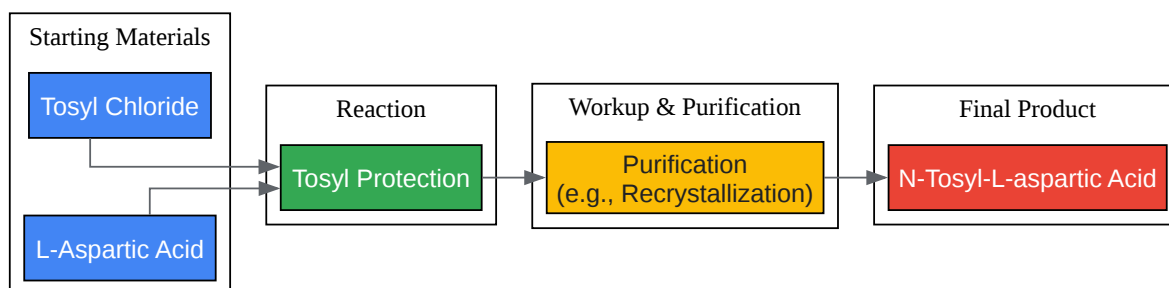 Starting Materials
Tosyl Chloride
L-Aspartic Acid
Reaction
Tosyl Protection
Workup & Purification
Purification
(e.g., Recrystallization)
Final Product
N-Tosyl-L-aspartic Acid